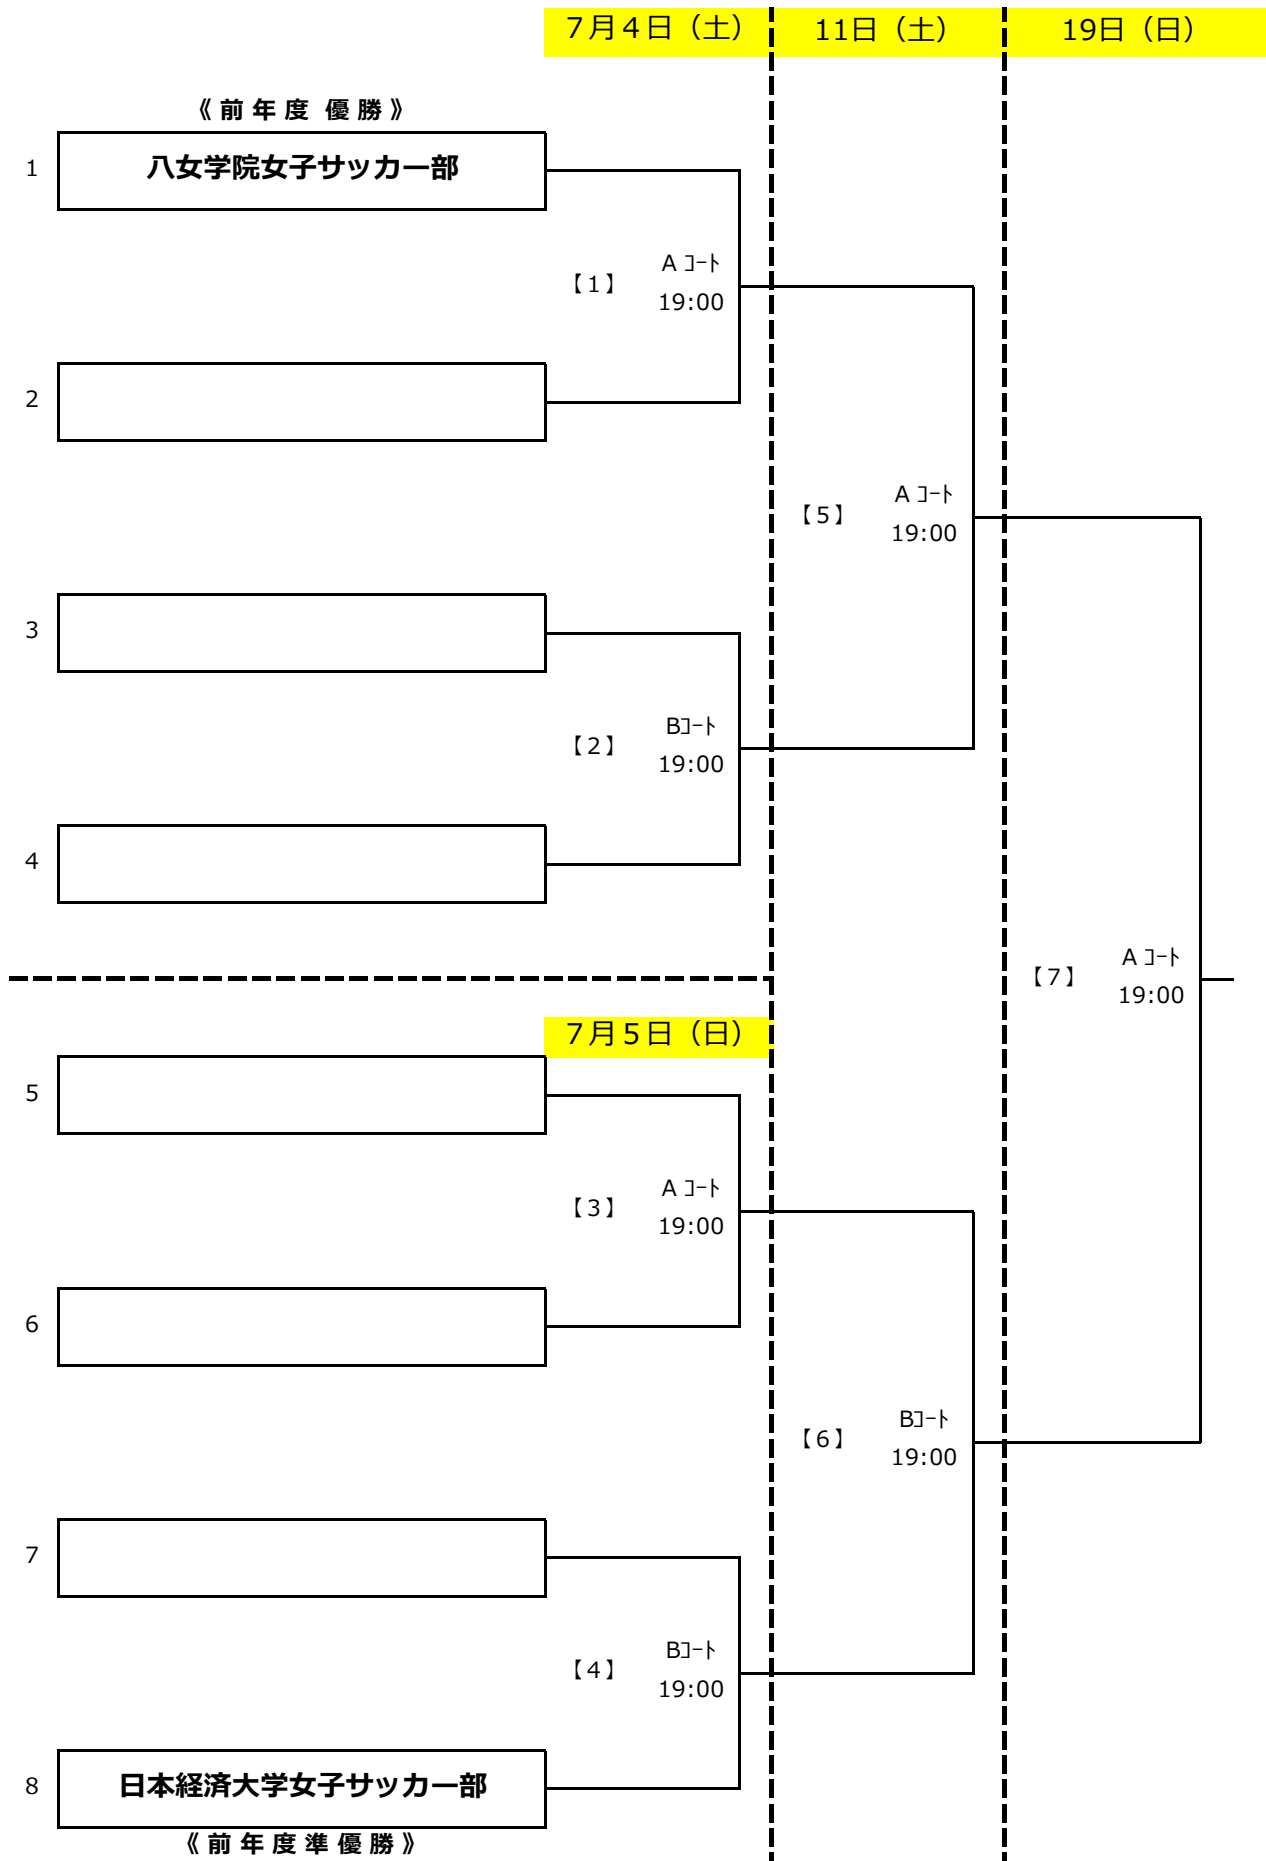 7月4日（土） 11日（土） 19日（日）
《 前 年 度 優 勝 》
1 八女学院女子サッカー部
【1】 A ｺｰﾄ
19:00
2
【5】 A ｺｰﾄ
19:00
3
【2】 Bｺｰﾄ
19:00
4
【7】 A ｺｰﾄ
19:00
7月5日（日）
5
【3】 A ｺｰﾄ
19:00
6
【6】 Bｺｰﾄ
19:00
7
【4】 Bｺｰﾄ
19:00
8 日本経済大学女子サッカー部
《 前 年 度 準 優 勝 》